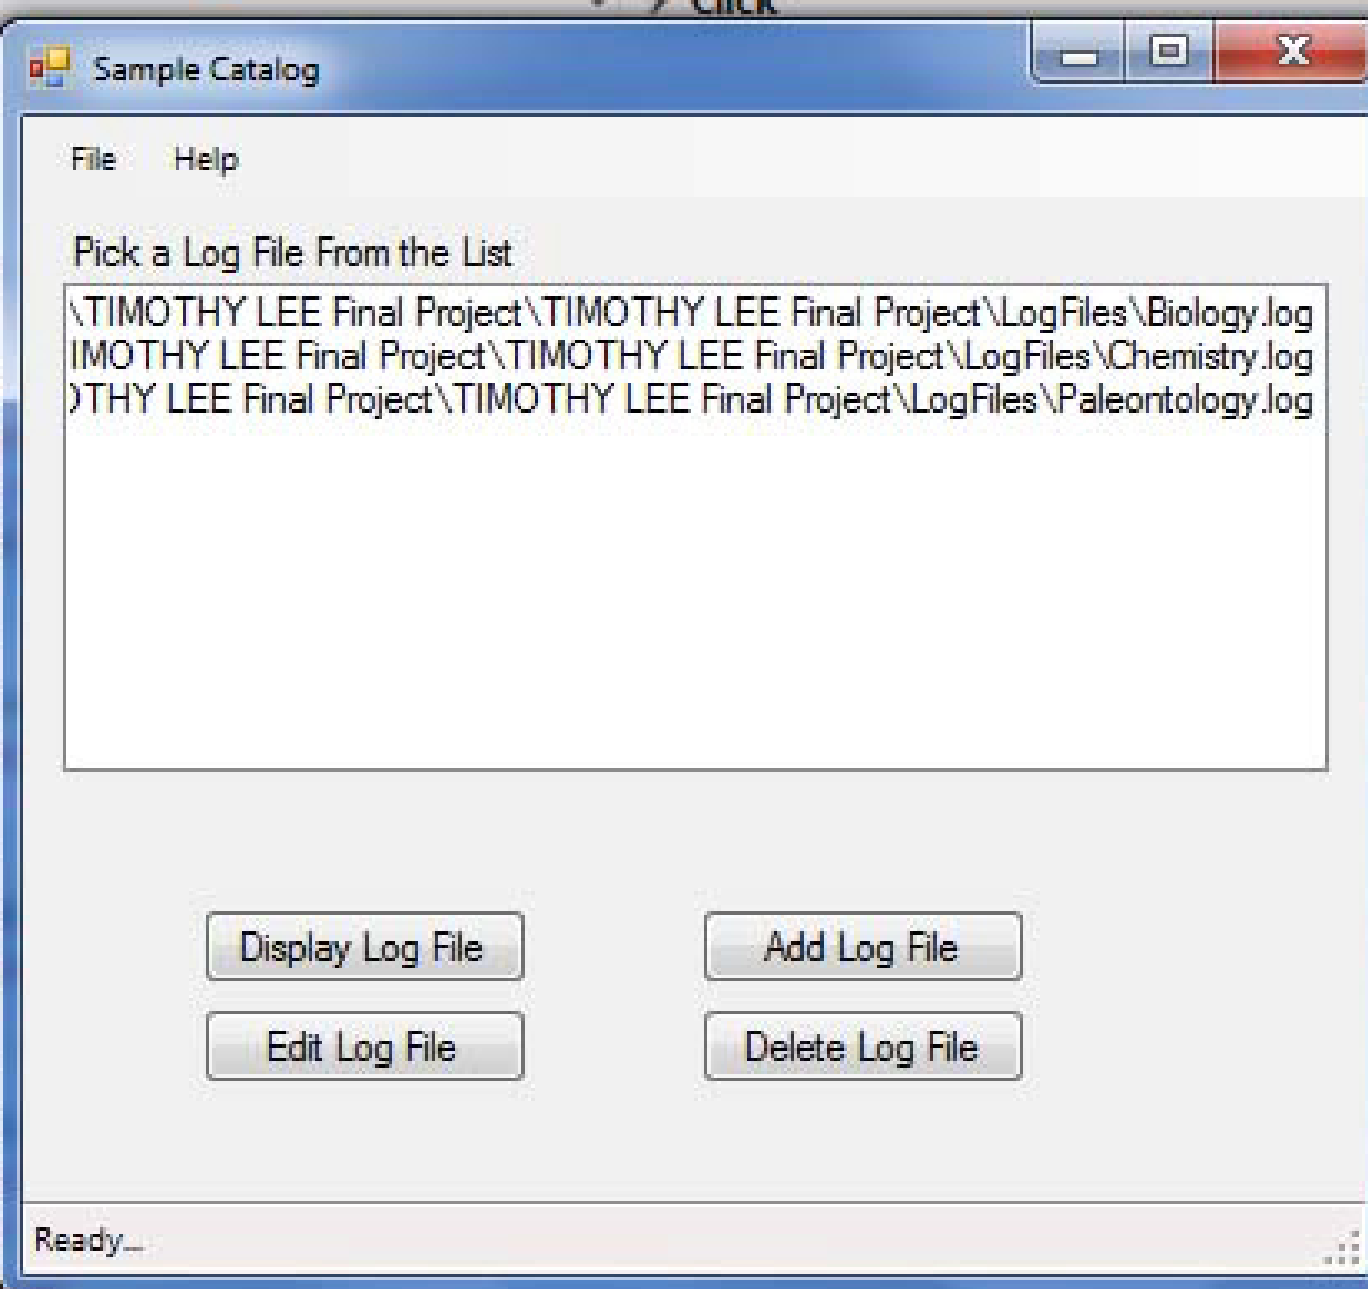 Click
Sample Catalog
File Help
Pick a Log File From the List
\TIMOTHY LEE Final Project\TIMOTHY LEE Final Project\LogFiles\Biology.log
IMOTHY LEE Final Project\TIMOTHY LEE Final Project\LogFiles\Chemistry.log
OTHY LEE Final Project\TIMOTHY LEE Final Project\LogFiles\Paleontology.log
Display Log File Add Log File
Edit Log File Delete Log File
Ready...